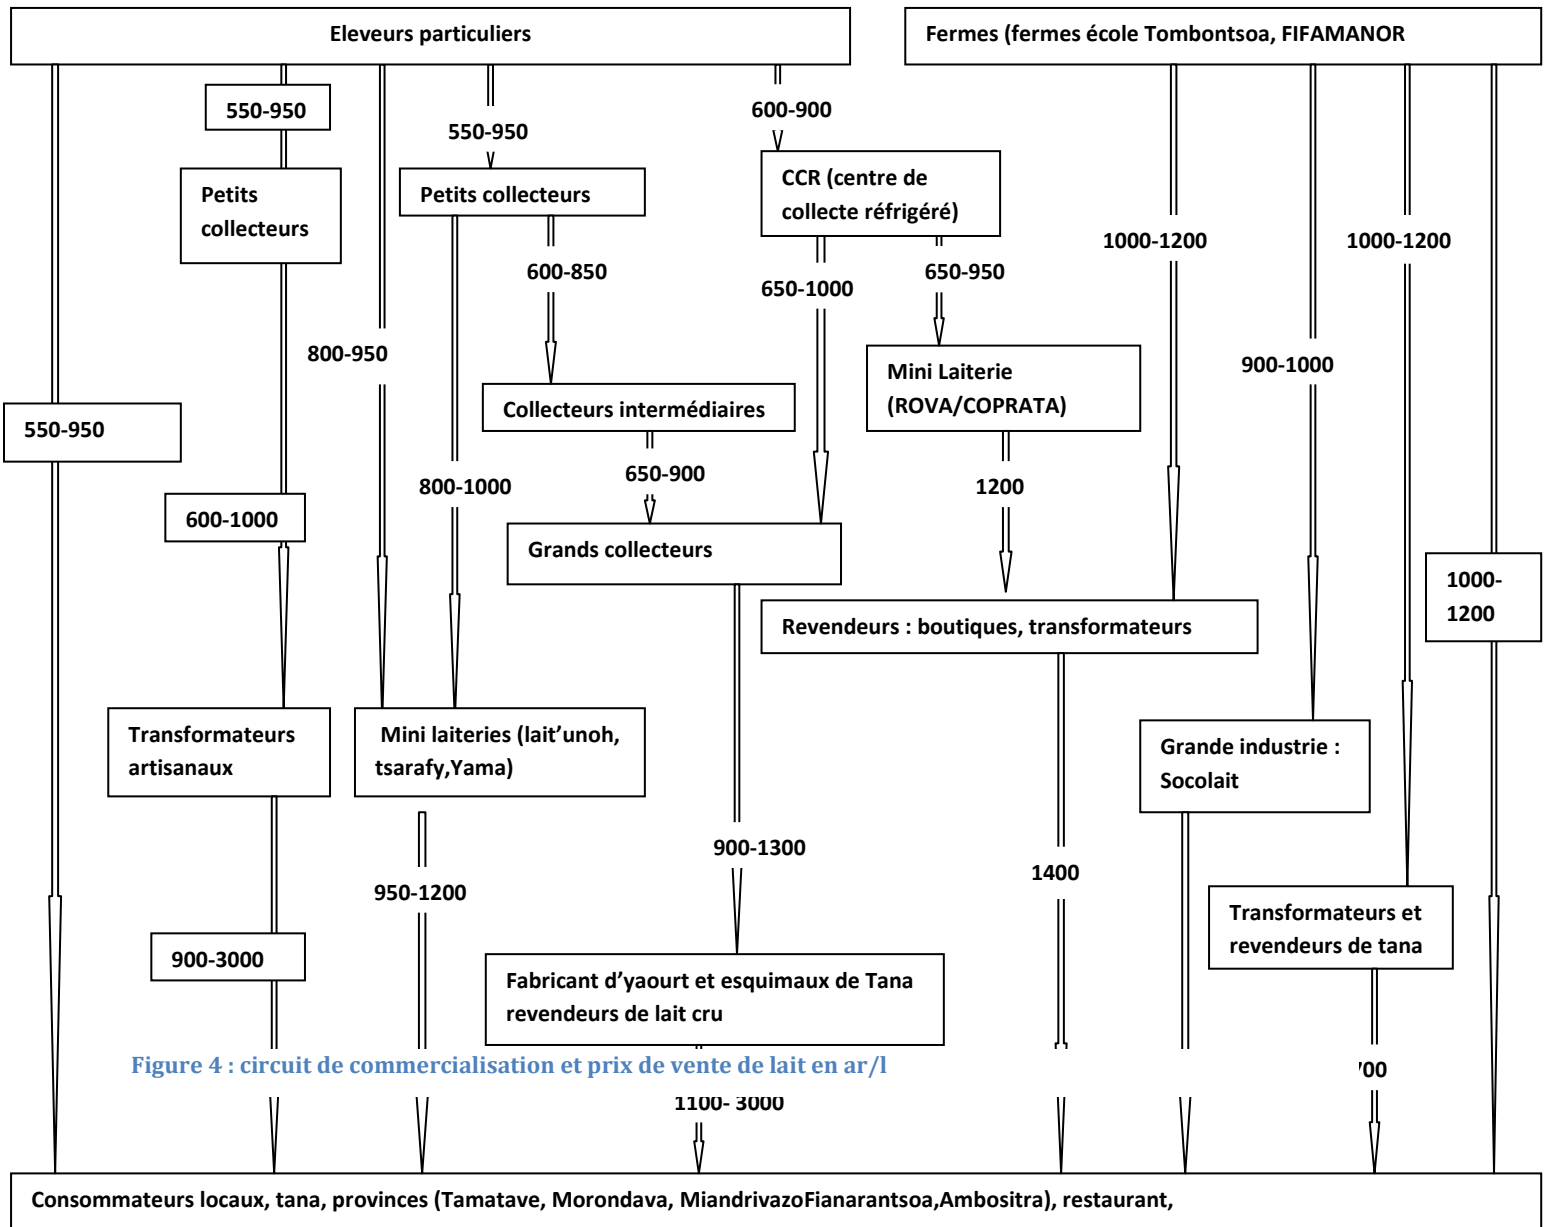 Eleveurs particuliers
Fermes (fermes école Tombontsoa, FIFAMANOR
550-950
550-950
600-900
Petits
collecteurs
Petits collecteurs
CCR (centre de
collecte réfrigéré)
1000-1200
1000-1200
600-850
650-950
650-1000
800-950
900-1000
Mini Laiterie
(ROVA/COPRATA)
Collecteurs intermédiaires
550-950
650-900
800-1000
1200
600-1000
Grands collecteurs
1000-
1200
Revendeurs : boutiques, transformateurs
Transformateurs
artisanaux
Mini laiteries (lait’unoh,
tsarafy,Yama)
Grande industrie :
Socolait
900-1300
1400
950-1200
Transformateurs et
revendeurs de tana
900-3000
Fabricant d’yaourt et esquimaux de Tana
revendeurs de lait cru
Figure 4 : circuit de commercialisation et prix de vente de lait en ar/l
1100- 3000
Consommateurs locaux, tana, provinces (Tamatave, Morondava, MiandrivazoFianarantsoa,Ambositra), restaurant,